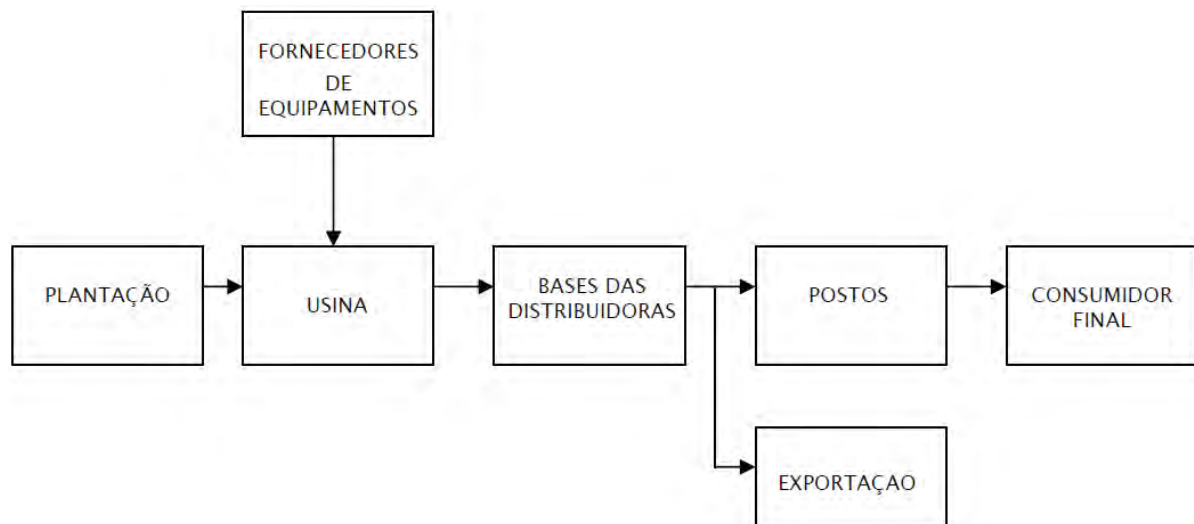 FORNECEDORES
DE
EQUIPAMENTOS
PLANTAÇÃO
USINA
BASES DAS
DISTRIBUIDORAS
POSTOS
CONSUMIDOR
FINAL
EXPORTAÇAO